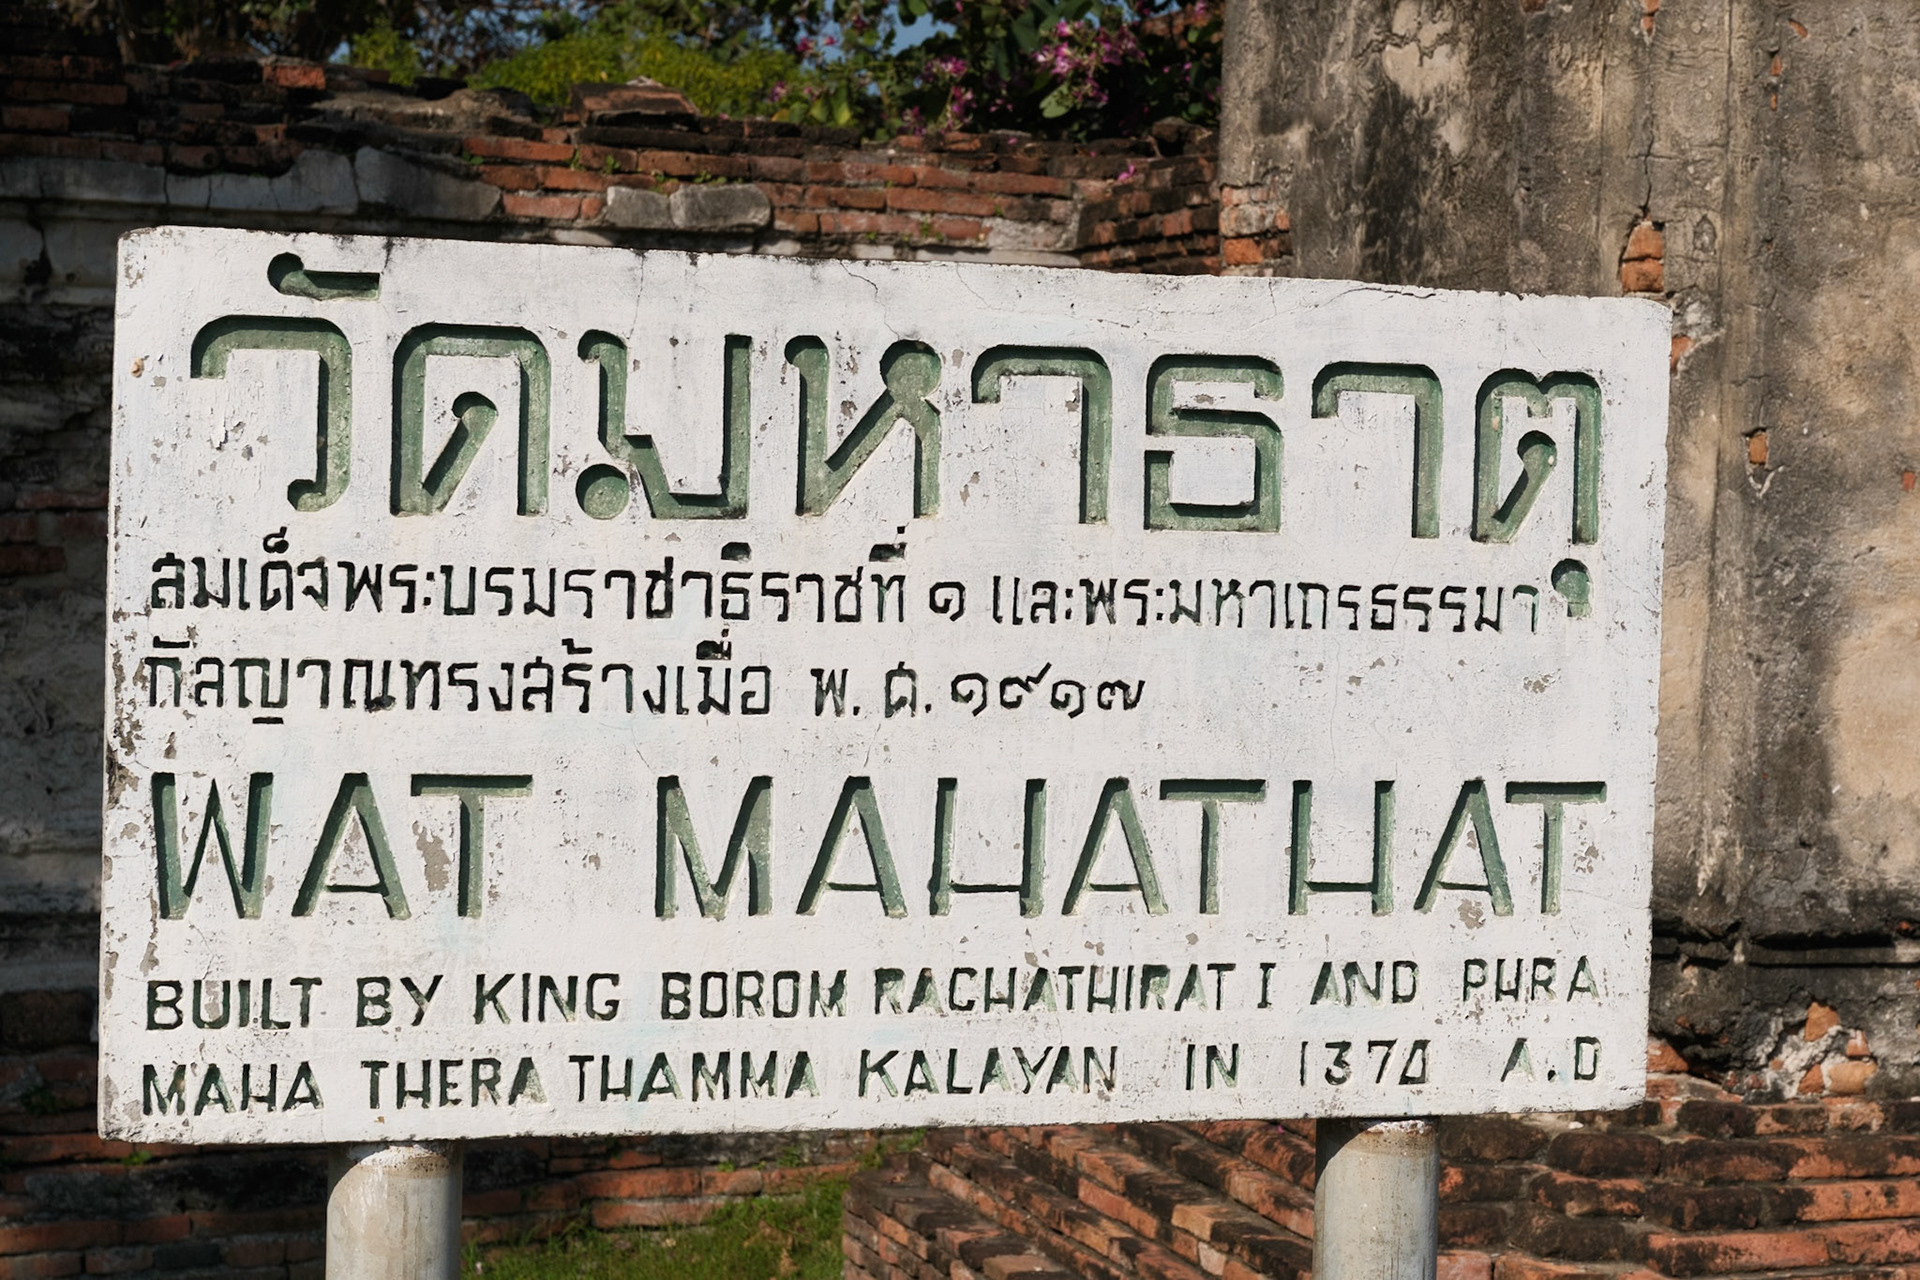 วัดมหาธาตุ
สมเด็จพระบรมราชาธิราชที่ ๑ และพระมหาเถรธรรมา
กัลญาณทรงสร้างเมื่อ พ.ศ.๑๙๑๗
WAT MAHATHAT
BUILT BY KING BOROM RACHATHIRAT I AND PHRA
MAHA THERA THAMMA KALAYAN IN 1374 A.D